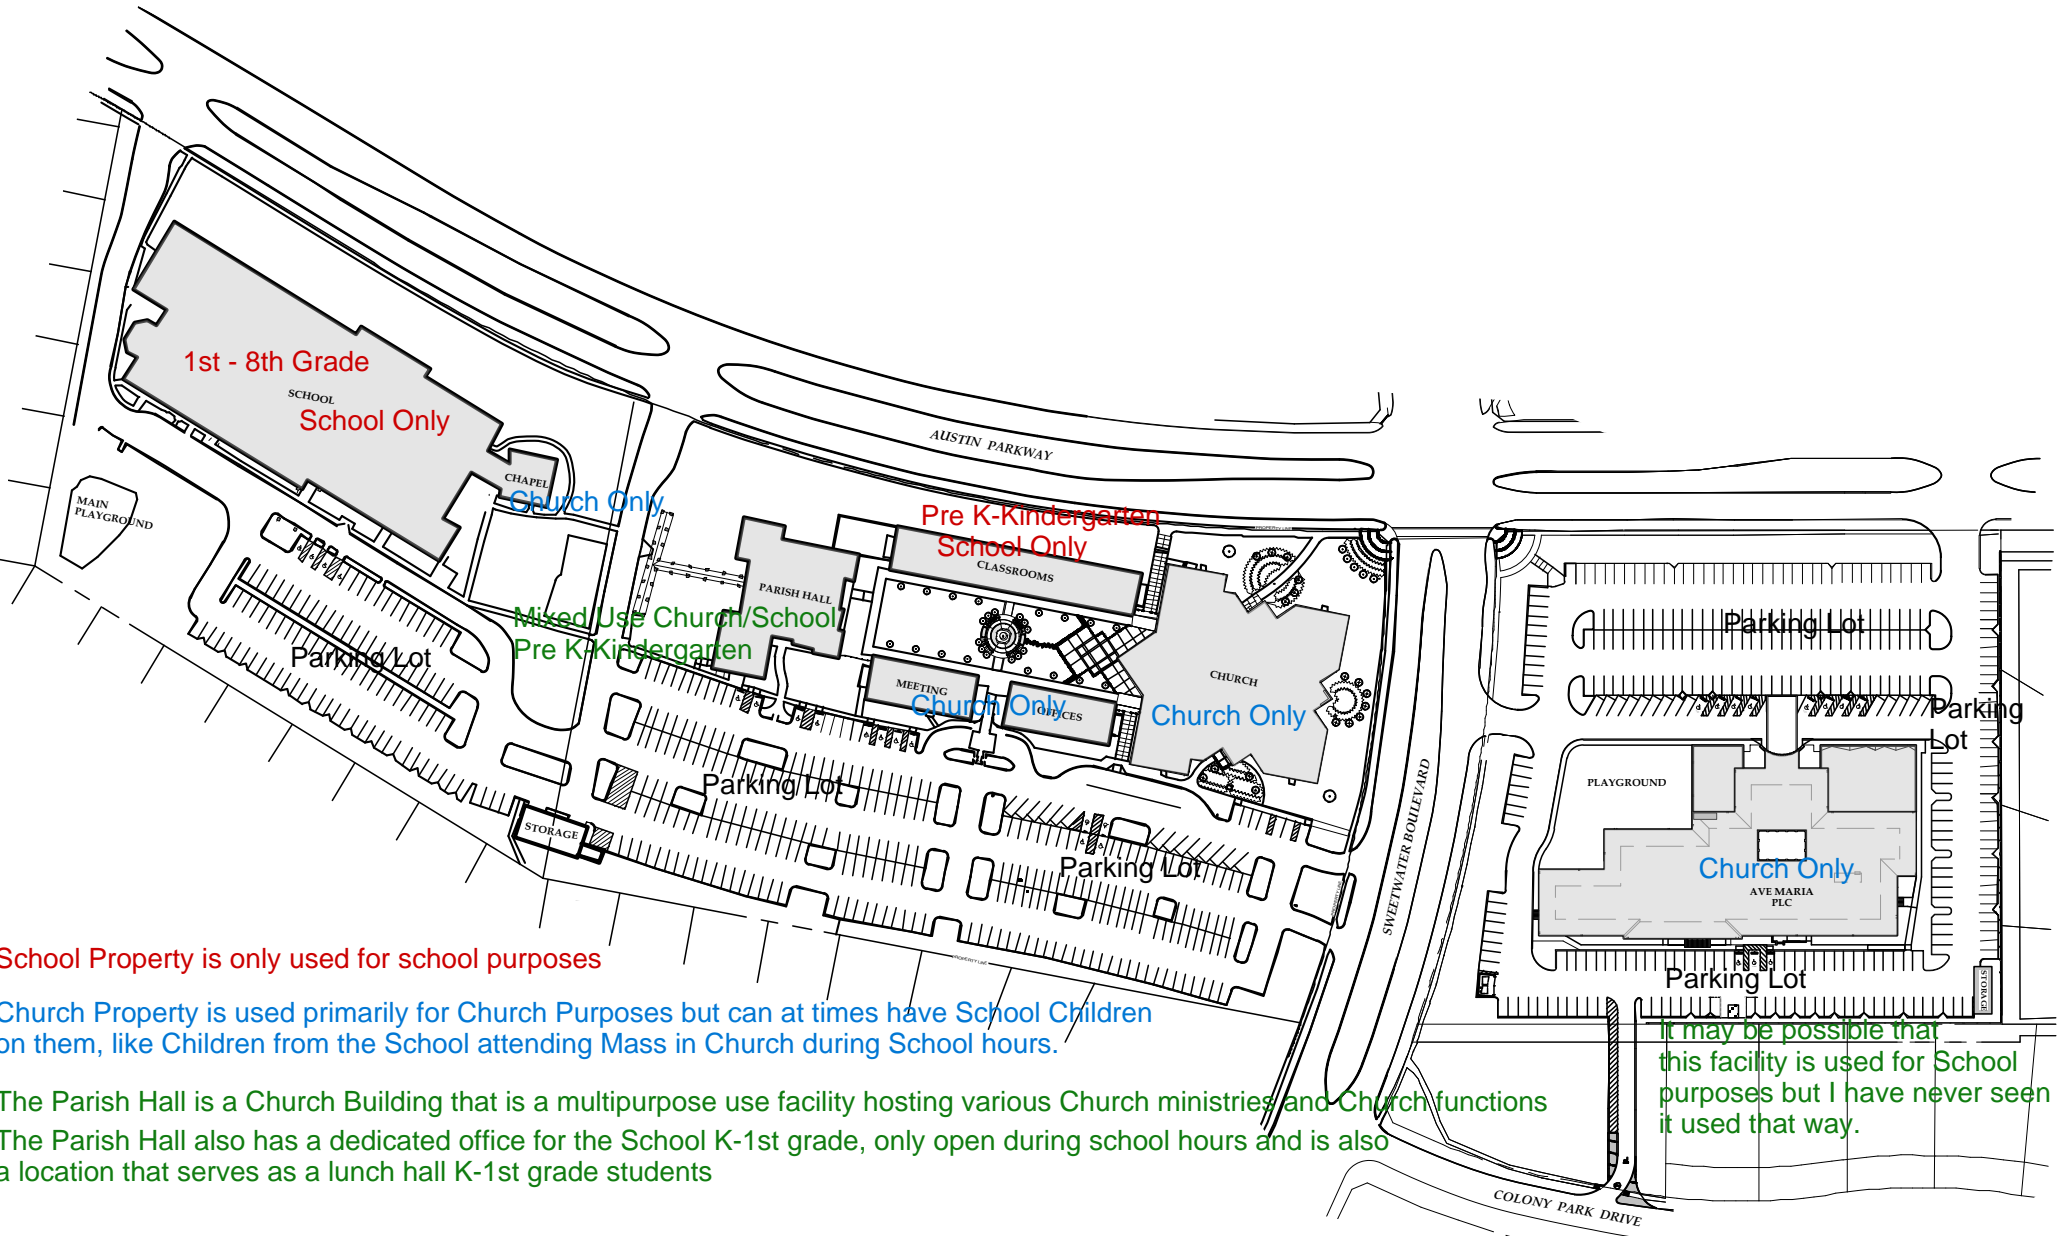 1st - 8th Grade
SCHOOL
School Only
AUSTIN PARKWAY
CHAPEL
Church Only
MAIN
PLAYGROUND
Pre K-Kindergarten
School Only
CLASSROOMS
PROPERTY LINE
PARISH HALL
Mixed Use Church/School
Pre K-Kindergarten
Parking Lot
MEETING
Church Only
OFFICES
CHURCH
Church Only
Parking Lot
Parking
Lot
Parking Lot
STORAGE
Parking Lot
PROPERTY LINE
SWEETWATER BOULEVARD
PLAYGROUND
Church Only
AVE MARIA
PLC
Parking Lot
STORAGE
PROPERTY LINE
School Property is only used for school purposes
Church Property is used primarily for Church Purposes but can at times have School Children
on them, like Children from the School attending Mass in Church during School hours.
It may be possible that
this facility is used for School
purposes but I have never seen
it used that way.
The Parish Hall is a Church Building that is a multipurpose use facility hosting various Church ministries and Church functions
The Parish Hall also has a dedicated office for the School K-1st grade, only open during school hours and is also
a location that serves as a lunch hall K-1st grade students
COLONY PARK DRIVE